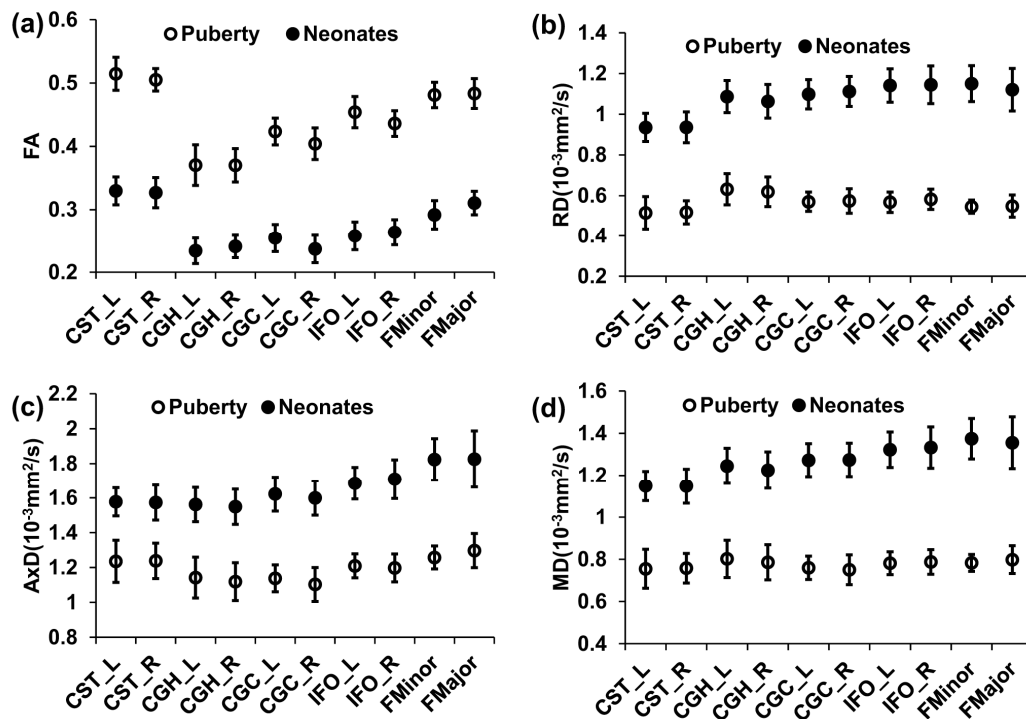 (a)
Puberty Neonates
FA
0.6
0.5
0.4
0.3
0.2
CST_L CST_R CGH_L CGH_R CGC_L CGC_R IFO_L IFO_R FMinor FMajor
(b)
Puberty Neonates
RD(10-3mm2/s)
1.4
1.2
1
0.8
0.6
0.4
0.2
CST_L CST_R CGH_L CGH_R CGC_L CGC_R IFO_L IFO_R FMinor FMajor
(c)
Puberty Neonates
AxD(10-3mm2/s)
2.2
2
1.8
1.6
1.4
1.2
1
0.8
CST_L CST_R CGH_L CGH_R CGC_L CGC_R IFO_L IFO_R FMinor FMajor
(d)
Puberty Neonates
MD(10-3mm2/s)
1.6
1.4
1.2
1
0.8
0.6
0.4
CST_L CST_R CGH_L CGH_R CGC_L CGC_R IFO_L IFO_R FMinor FMajor